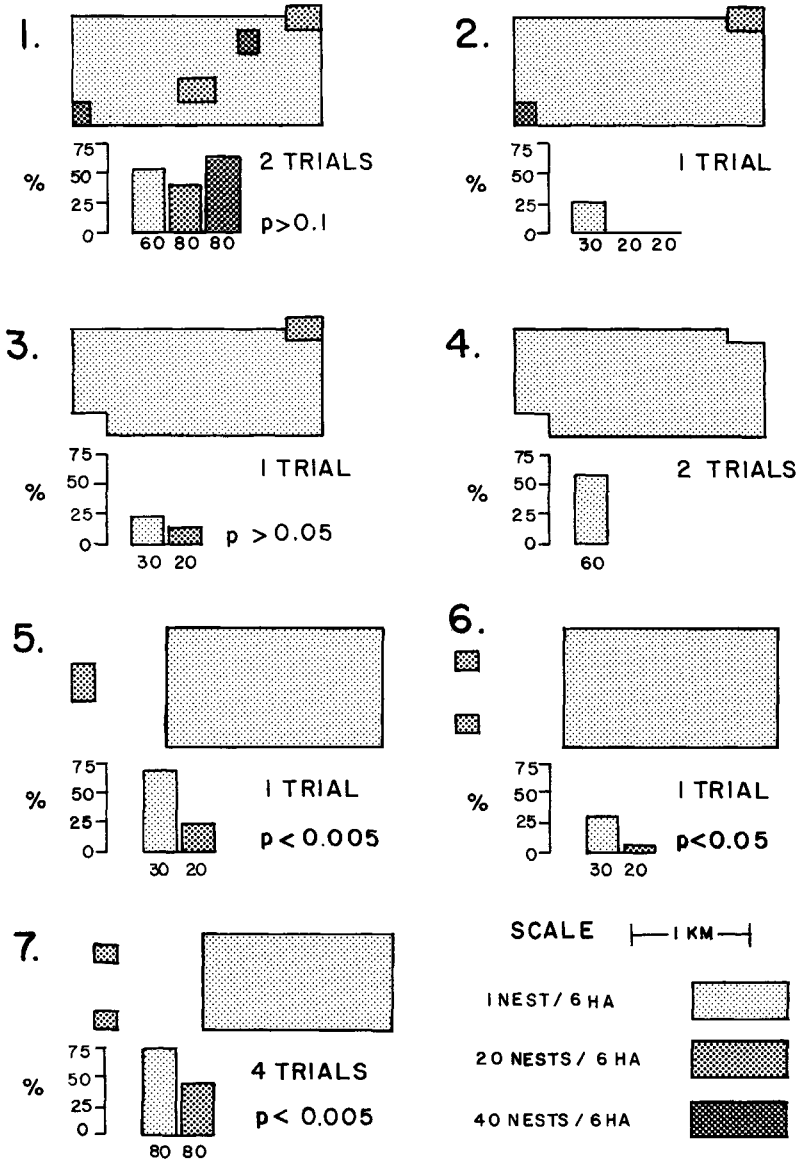 1.
75
50
25
0
%
60 80 80
2 TRIALS
p>0.1
2.
75
50
25
0
%
30 20 20
1 TRIAL
3.
75
50
25
0
%
30 20
1 TRIAL
p >0.05
4.
75
50
25
0
%
60
2 TRIALS
5.
75
50
25
0
%
30 20
1 TRIAL
p< 0.005
6.
75
50
25
0
%
30 20
1 TRIAL
p<0.05
7.
75
50
25
0
%
80 80
4 TRIALS
p< 0.005
SCALE 1 KM
1 NEST/ 6 HA
20 NESTS/ 6 HA
40 NESTS/6HA